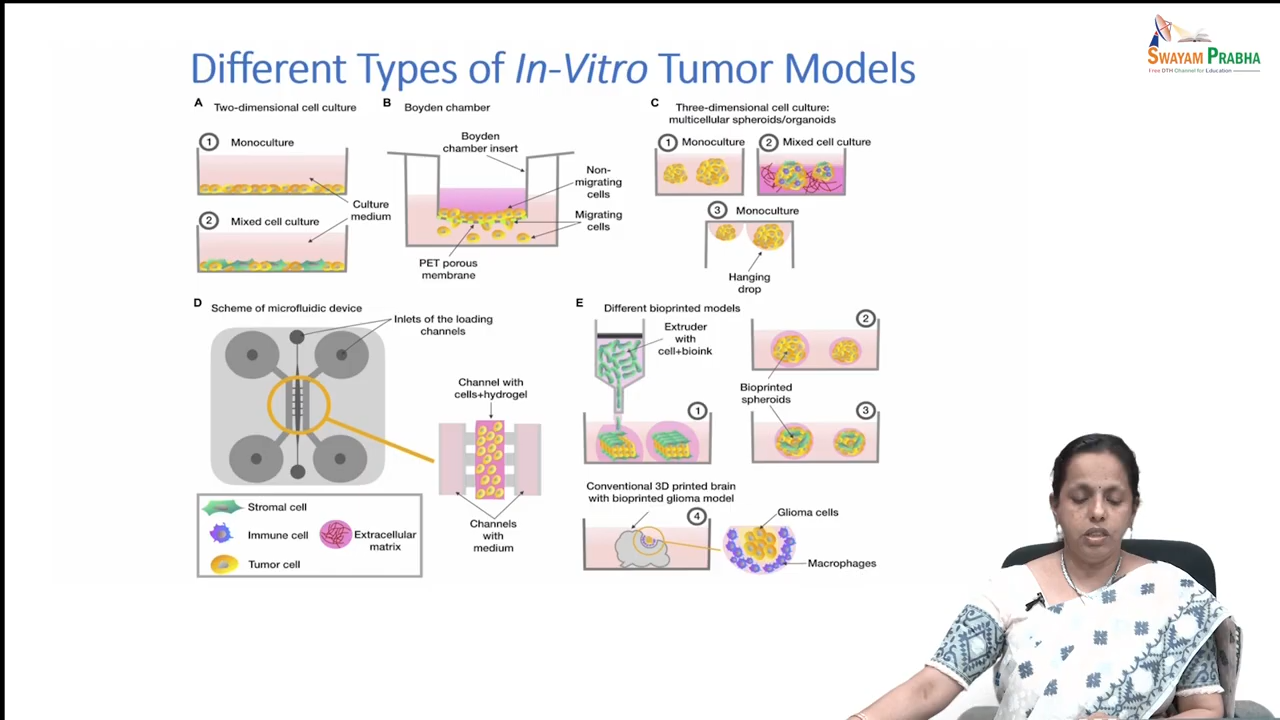 Different Types of In-Vitro Tumor Models
SWAYAM PRABHA
Free DTH Channel for Education
A Two-dimensional cell culture
1 Monoculture
Culture
medium
2 Mixed cell culture
B Boyden chamber
Boyden
chamber insert
Non-
migrating
cells
Migrating
cells
PET porous
membrane
C Three-dimensional cell culture:
multicellular spheroids/organoids
1 Monoculture
2 Mixed cell culture
3 Monoculture
Hanging
drop
D Scheme of microfluidic device
Inlets of the loading
channels
Channel with
cells+hydrogel
Channels
with
medium
Stromal cell
Immune cell
Extracellular
matrix
Tumor cell
E Different bioprinted models
Extruder
with
cell+bioink
1
2
Bioprinted
spheroids
3
Conventional 3D printed brain
with bioprinted glioma model
4
Glioma cells
Macrophages